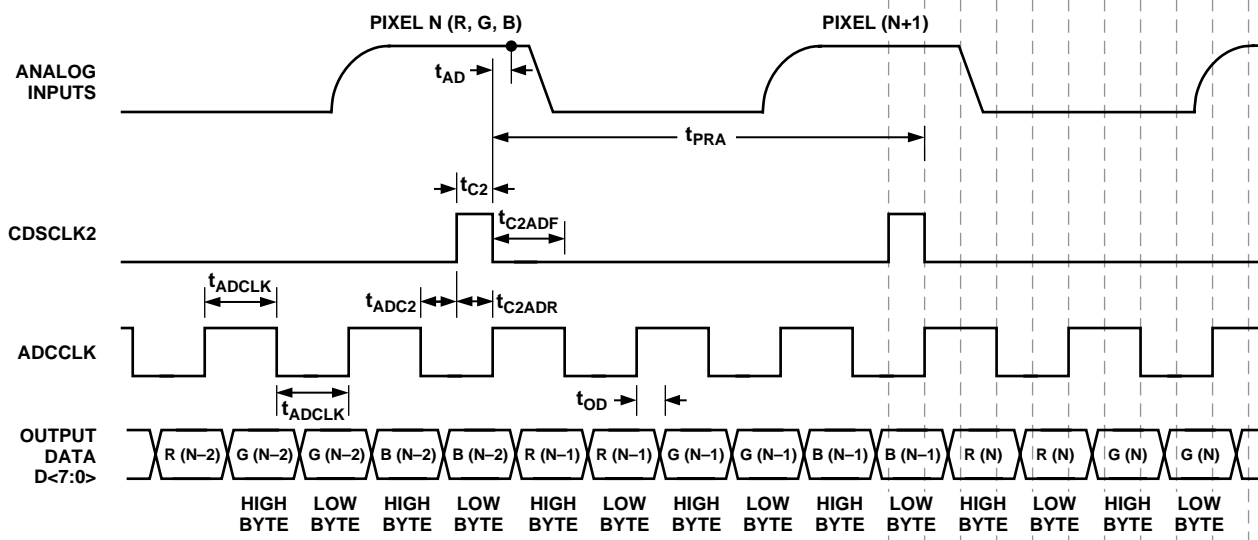 PIXEL N (R, G, B)
PIXEL (N+1)
ANALOG
INPUTS
tAD
tPRA
tC2
tC2ADF
CDSCLK2
tADCLK
tADC2
tC2ADR
ADCCLK
tADCLK
tOD
OUTPUT
DATA
D<7:0>
R (N–2) G (N–2) G (N–2) B (N–2) B (N–2) R (N–1) R (N–1) G (N–1) G (N–1) B (N–1) B (N–1) R (N) R (N) G (N) G (N)
HIGH LOW HIGH LOW HIGH LOW HIGH LOW HIGH LOW HIGH LOW HIGH LOW
BYTE BYTE BYTE BYTE BYTE BYTE BYTE BYTE BYTE BYTE BYTE BYTE BYTE BYTE